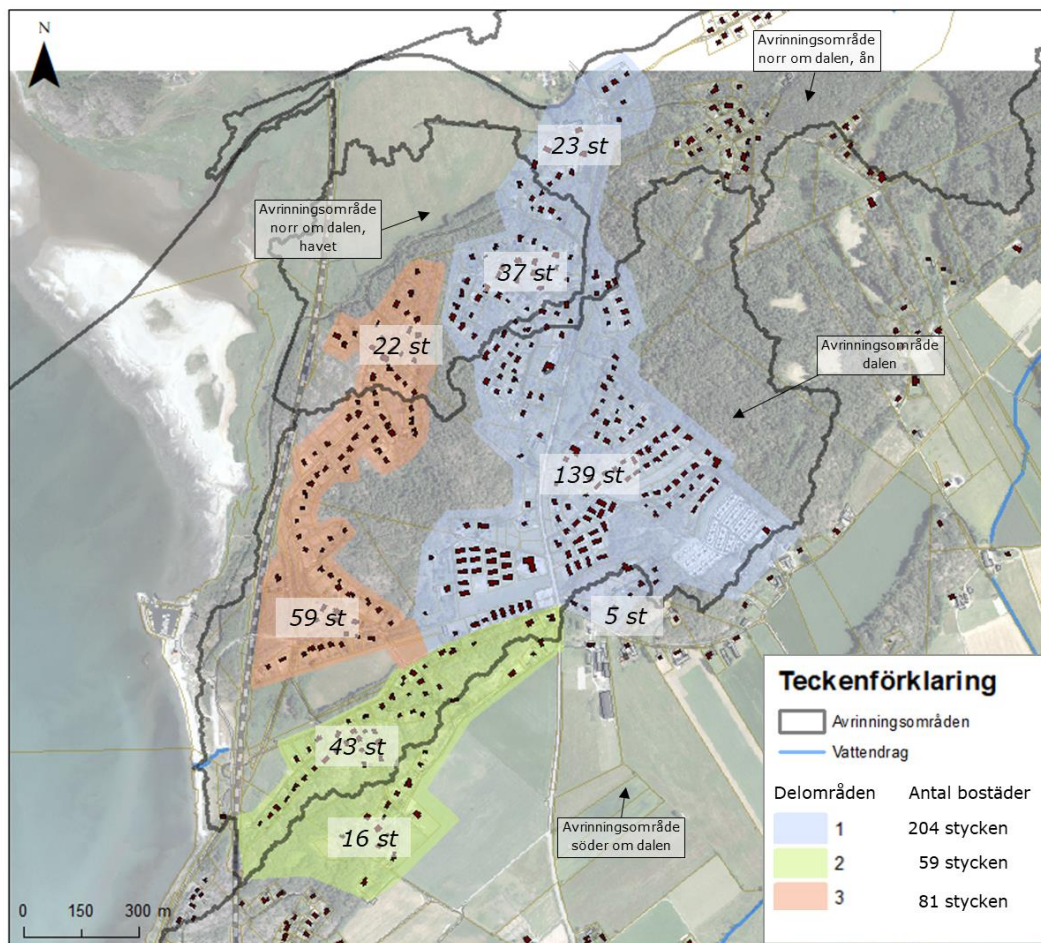 N
Avrinningsområde
norr om dalen, ån
23 st
Avrinningsområde
norr om dalen,
havet
37 st
22 st
Avrinningsområde
dalen
139 st
59 st
5 st
43 st
16 st
Avrinningsområde
söder om dalen
0 150 300 m
Teckenförklaring
Avrinningsområden
Vattendrag
Delområden Antal bostäder
1 204 stycken
2 59 stycken
3 81 stycken